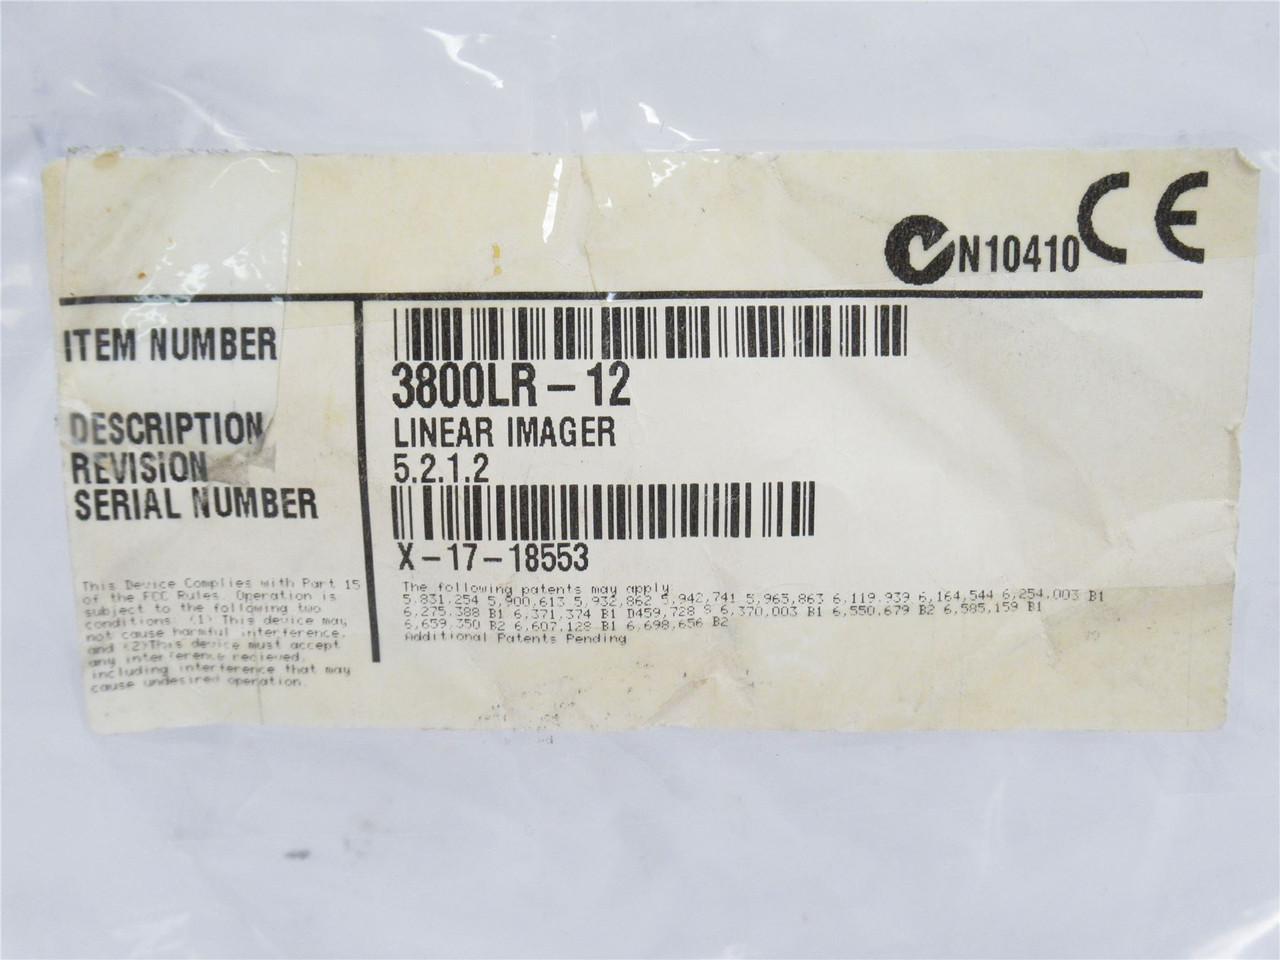 N10410 CE
ITEM NUMBER
3800LR-12
DESCRIPTION
LINEAR IMAGER
REVISION
5.2.1.2
SERIAL NUMBER
X-17-18553
This Device Complies with Part 15
of the FCC Rules. Operation is
subject to the following two
conditions: (1) This device may
not cause harmful interference,
and (2)This device must accept
any interference recieved,
including interference that may
cause undesired operation.
The following patents may apply:
5,831,254 5,900,613 5,932,862 5,942,741 5,965,863 6,119,939 6,164,544 6,254,003 B1
6,275,388 B1 6,371,374 B1 D459,728 S 6,370,003 B1 6,550,679 B2 6,585,159 B1
6,659,350 B2 6,607,128 B1 6,698,656 B2
Additional Patents Pending